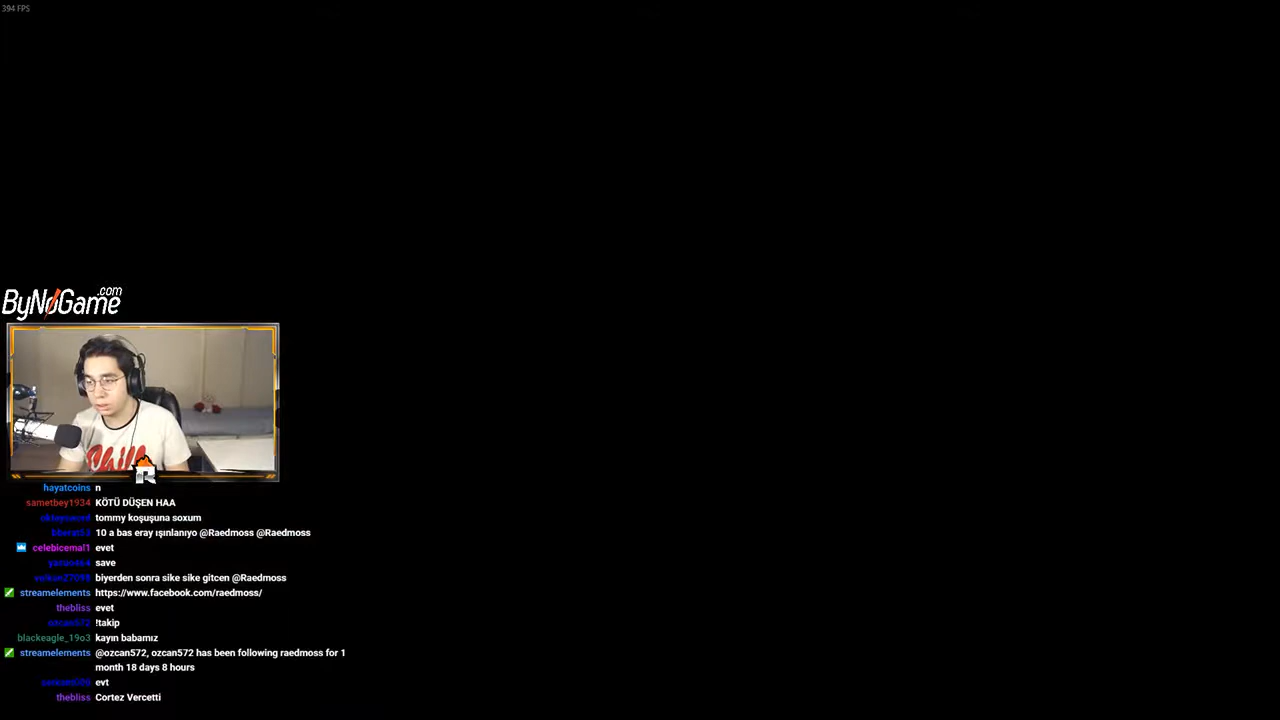 394 FPS
ByNoGame.com
Chill
hayatcoins n
sametbey1934 KÖTÜ DÜŞEN HAA
tommy koşuşuna soxum
10 a bas eray ışınlanıyo @Raedmoss @Raedmoss
celebicemal1 evet
save
biyerden sonra sike sike gitcen @Raedmoss
streamelements https://www.facebook.com/raedmoss/
thebliss evet
ozcan572 !takip
blackeagle_19o3 kayın babamız
streamelements @ozcan572, ozcan572 has been following raedmoss for 1
month 18 days 8 hours
evt
thebliss Cortez Vercetti